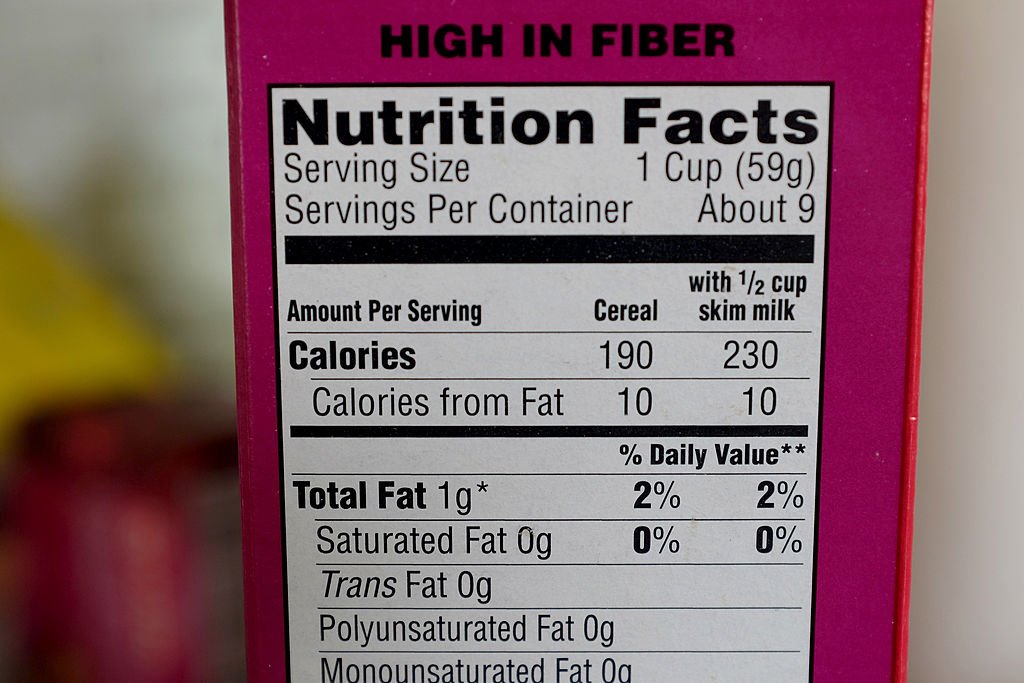 HIGH IN FIBER
Nutrition Facts
Serving Size 1 Cup (59g)
Servings Per Container About 9
with 1/2 cup
Amount Per Serving Cereal skim milk
Calories 190 230
Calories from Fat 10 10
% Daily Value**
Total Fat 1g* 2% 2%
Saturated Fat 0g 0% 0%
Trans Fat 0g
Polyunsaturated Fat 0g
Monounsaturated Fat 0g